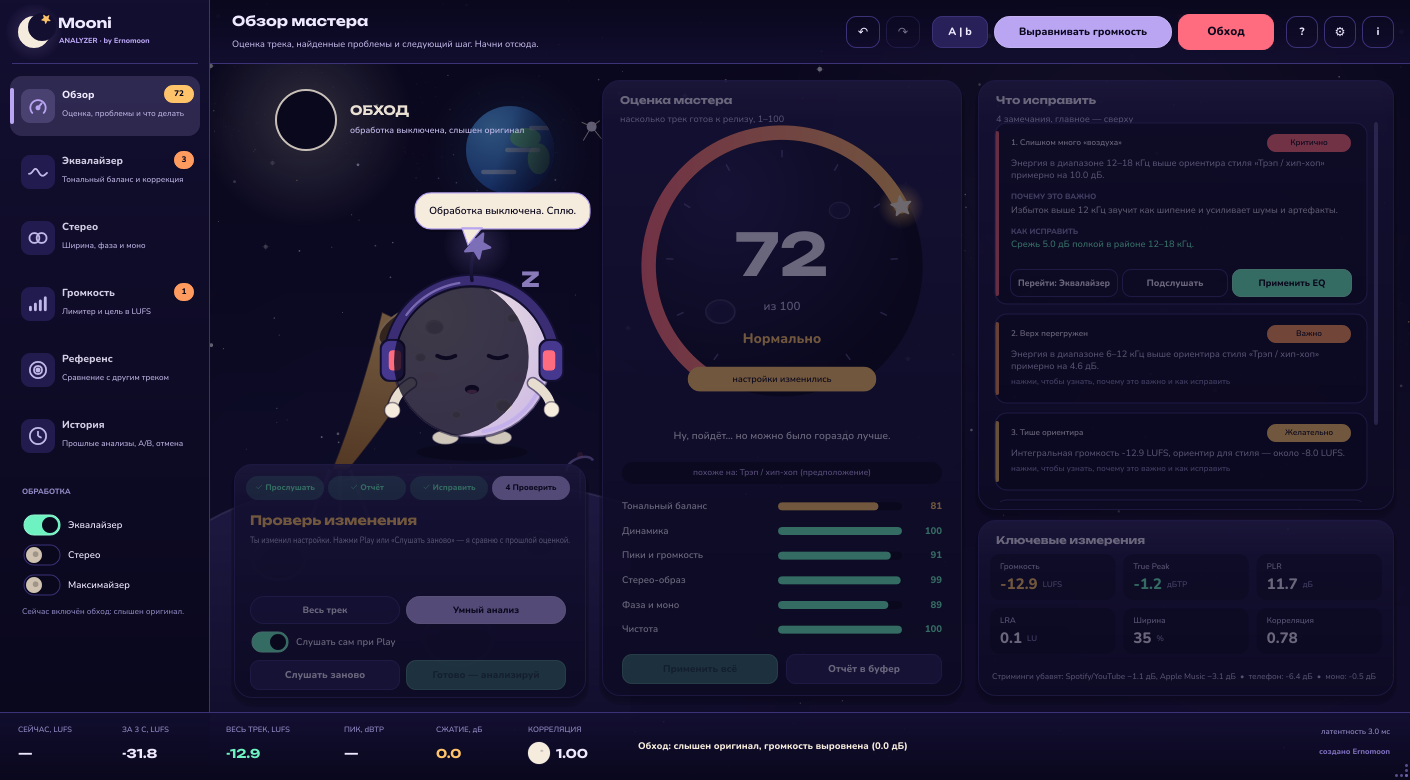 Mooni
ANALYZER · by Ernomoon
Обзор мастера
Оценка трека, найденные проблемы и следующий шаг. Начни отсюда.
A | b
Выравнивать громкость
Обход
?
i
Обзор
72
Оценка, проблемы и что делать
Эквалайзер
3
Тональный баланс и коррекция
Стерео
Ширина, фаза и моно
Громкость
1
Лимитер и цель в LUFS
Референс
Сравнение с другим треком
История
Прошлые анализы, A/B, отмена
ОБРАБОТКА
Эквалайзер
Стерео
Максимайзер
Сейчас включён обход: слышен оригинал.
ОБХОД
обработка выключена, слышен оригинал
Обработка выключена. Сплю.
Z
✓ Прослушать
✓ Отчёт
✓ Исправить
4 Проверить
Проверь изменения
Ты изменил настройки. Нажми Play или «Слушать заново» — я сравню с прошлой оценкой.
Весь трек
Умный анализ
Слушать сам при Play
Слушать заново
Готово — анализируй
Оценка мастера
насколько трек готов к релизу, 1–100
72
из 100
Нормально
настройки изменились
Ну, пойдёт… но можно было гораздо лучше.
похоже на: Трэп / хип-хоп (предположение)
Тональный баланс 81
Динамика 100
Пики и громкость 91
Стерео-образ 99
Фаза и моно 89
Чистота 100
Применить всё
Отчёт в буфер
Что исправить
4 замечания, главное — сверху
1. Слишком много «воздуха»
Критично
Энергия в диапазоне 12–18 кГц выше ориентира стиля «Трэп / хип-хоп»
примерно на 10.0 дБ.
ПОЧЕМУ ЭТО ВАЖНО
Избыток выше 12 кГц звучит как шипение и усиливает шумы и артефакты.
КАК ИСПРАВИТЬ
Срежь 5.0 дБ полкой в районе 12–18 кГц.
Перейти: Эквалайзер
Подслушать
Применить EQ
2. Верх перегружен
Важно
Энергия в диапазоне 6–12 кГц выше ориентира стиля «Трэп / хип-хоп»
примерно на 4.6 дБ.
нажми, чтобы узнать, почему это важно и как исправить
3. Тише ориентира
Желательно
Интегральная громкость -12.9 LUFS, ориентир для стиля — около -8.0 LUFS.
нажми, чтобы узнать, почему это важно и как исправить
Ключевые измерения
Громкость
-12.9 LUFS
True Peak
-1.2 дБTP
PLR
11.7 дБ
LRA
0.1 LU
Ширина
35 %
Корреляция
0.78
Стриминги убавят: Spotify/YouTube −1.1 дБ, Apple Music −3.1 дБ • телефон: -6.4 дБ • моно: -0.5 дБ
СЕЙЧАС, LUFS
—
ЗА 3 С, LUFS
-31.8
ВЕСЬ ТРЕК, LUFS
-12.9
ПИК, dBTP
—
СЖАТИЕ, дБ
0.0
КОРРЕЛЯЦИЯ
1.00
Обход: слышен оригинал, громкость выровнена (0.0 дБ)
латентность 3.0 мс
создано Ernomoon